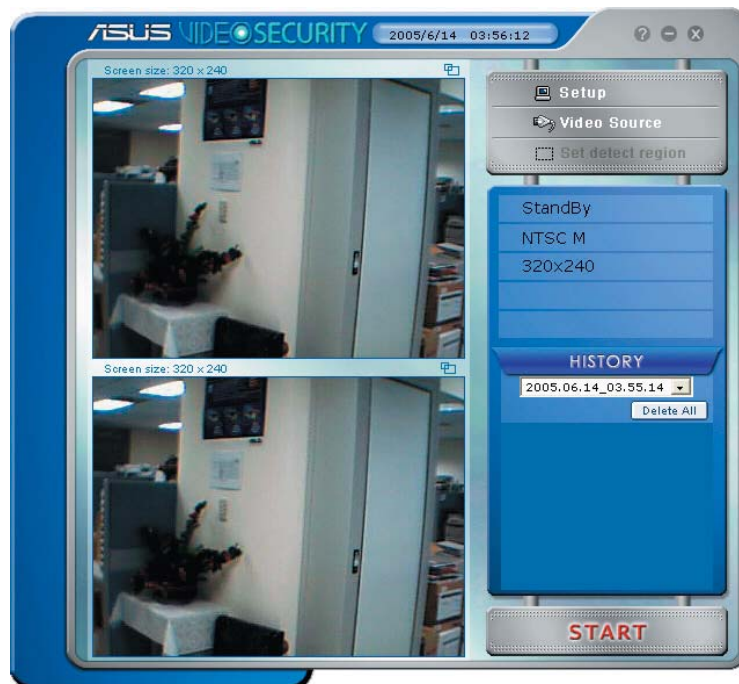 ASUS VIDEO SECURITY 2005/6/14 03:56:12
Screen size: 320 x 240
Screen size: 320 x 240
Setup
Video Source
Set detect region
StandBy
NTSC M
320x240
HISTORY
2005.06.14_03.55.14
Delete All
START